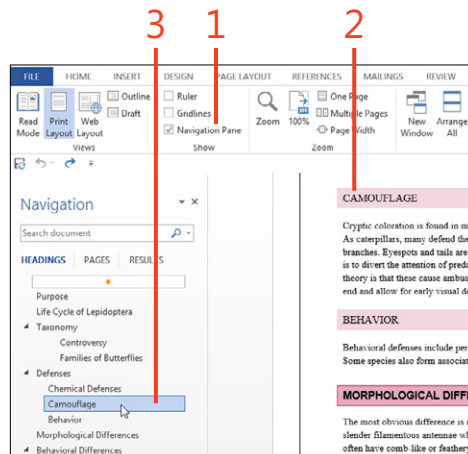 3 1 2
FILE HOME INSERT DESIGN PAGE LAYOUT REFERENCES MAILINGS REVIEW
Read Mode
Print Layout
Web Layout
Outline
Draft
Views
Ruler
Gridlines
Navigation Pane
Show
Zoom
100%
One Page
Multiple Pages
Page Width
Zoom
New Window
Arrange All
Navigation
Search document
HEADINGS PAGES RESULTS
Purpose
Life Cycle of Lepidoptera
Taxonomy
Controversy
Families of Butterflies
Defenses
Chemical Defenses
Camouflage
Behavior
Morphological Differences
Behavioral Differences
CAMOUFLAGE
Cryptic coloration is found in m
As caterpillars, many defend the
branches. Eyespots and tails are
is to divert the attention of preda
theory is that these cause ambus
end and allow for early visual de
BEHAVIOR
Behavioral defenses include per
Some species also form associat
MORPHOLOGICAL DIFFE
The most obvious difference is i
slender filamentous antennae wh
often have comb-like or feathery